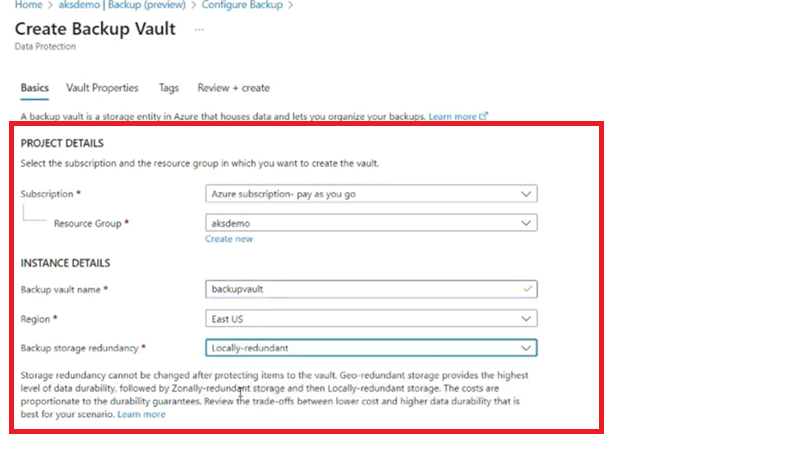 Home > aksdemo | Backup (preview) > Configure Backup >
Create Backup Vault ...
Data Protection
Basics Vault Properties Tags Review + create
A backup vault is a storage entity in Azure that houses data and lets you organize your backups. Learn more
PROJECT DETAILS
Select the subscription and the resource group in which you want to create the vault.
Subscription * Azure subscription- pay as you go
Resource Group * aksdemo
Create new
INSTANCE DETAILS
Backup vault name * backupvault
Region * East US
Backup storage redundancy * Locally-redundant
Storage redundancy cannot be changed after protecting items to the vault. Geo-redundant storage provides the highest
level of data durability, followed by Zonally-redundant storage and then Locally-redundant storage. The costs are
proportionate to the durability guarantees. Review the trade-offs between lower cost and higher data durability that is
best for your scenario. Learn more